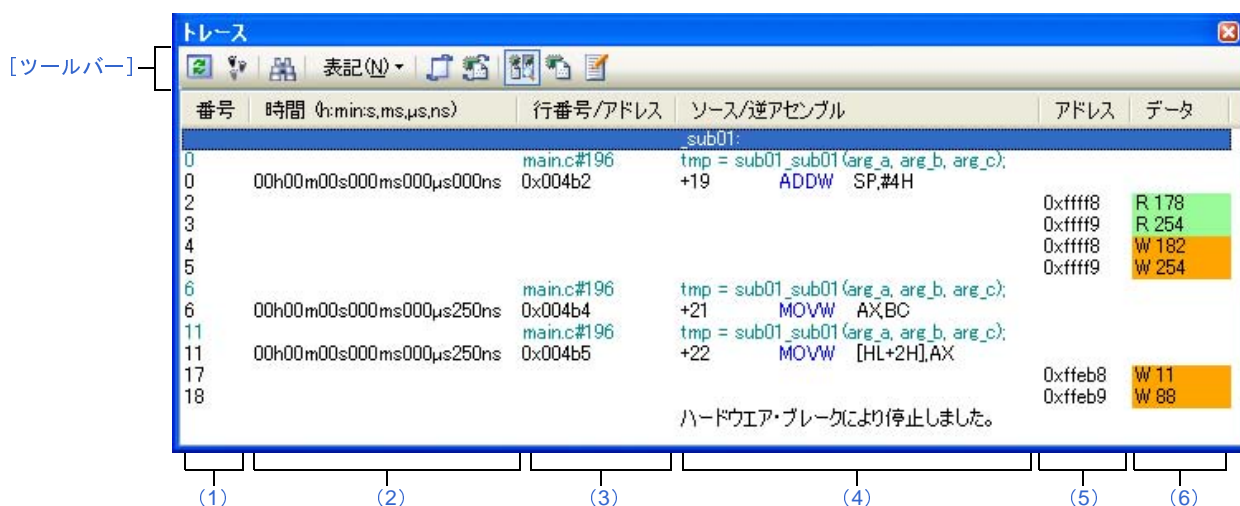 トレース
[ツールバー]
表記(N)
番号 時間 (h:min:s,ms,μs,ns) 行番号/アドレス ソース/逆アセンブル アドレス データ
_sub01:
0 main.c#196 tmp = sub01_sub01(arg_a, arg_b, arg_c);
0 00h00m00s000ms000μs000ns 0x004b2 +19 ADDW SP,#4H
2 0xffff8 R 178
3 0xffff9 R 254
4 0xffff8 W 182
5 0xffff9 W 254
6 main.c#196 tmp = sub01_sub01(arg_a, arg_b, arg_c);
6 00h00m00s000ms000μs250ns 0x004b4 +21 MOVW AX,BC
11 main.c#196 tmp = sub01_sub01(arg_a, arg_b, arg_c);
11 00h00m00s000ms000μs250ns 0x004b5 +22 MOVW [HL+2H],AX
17 0xffeb8 W 11
18 0xffeb9 W 88
ハードウエア・ブレークにより停止しました。
(1) (2) (3) (4) (5) (6)